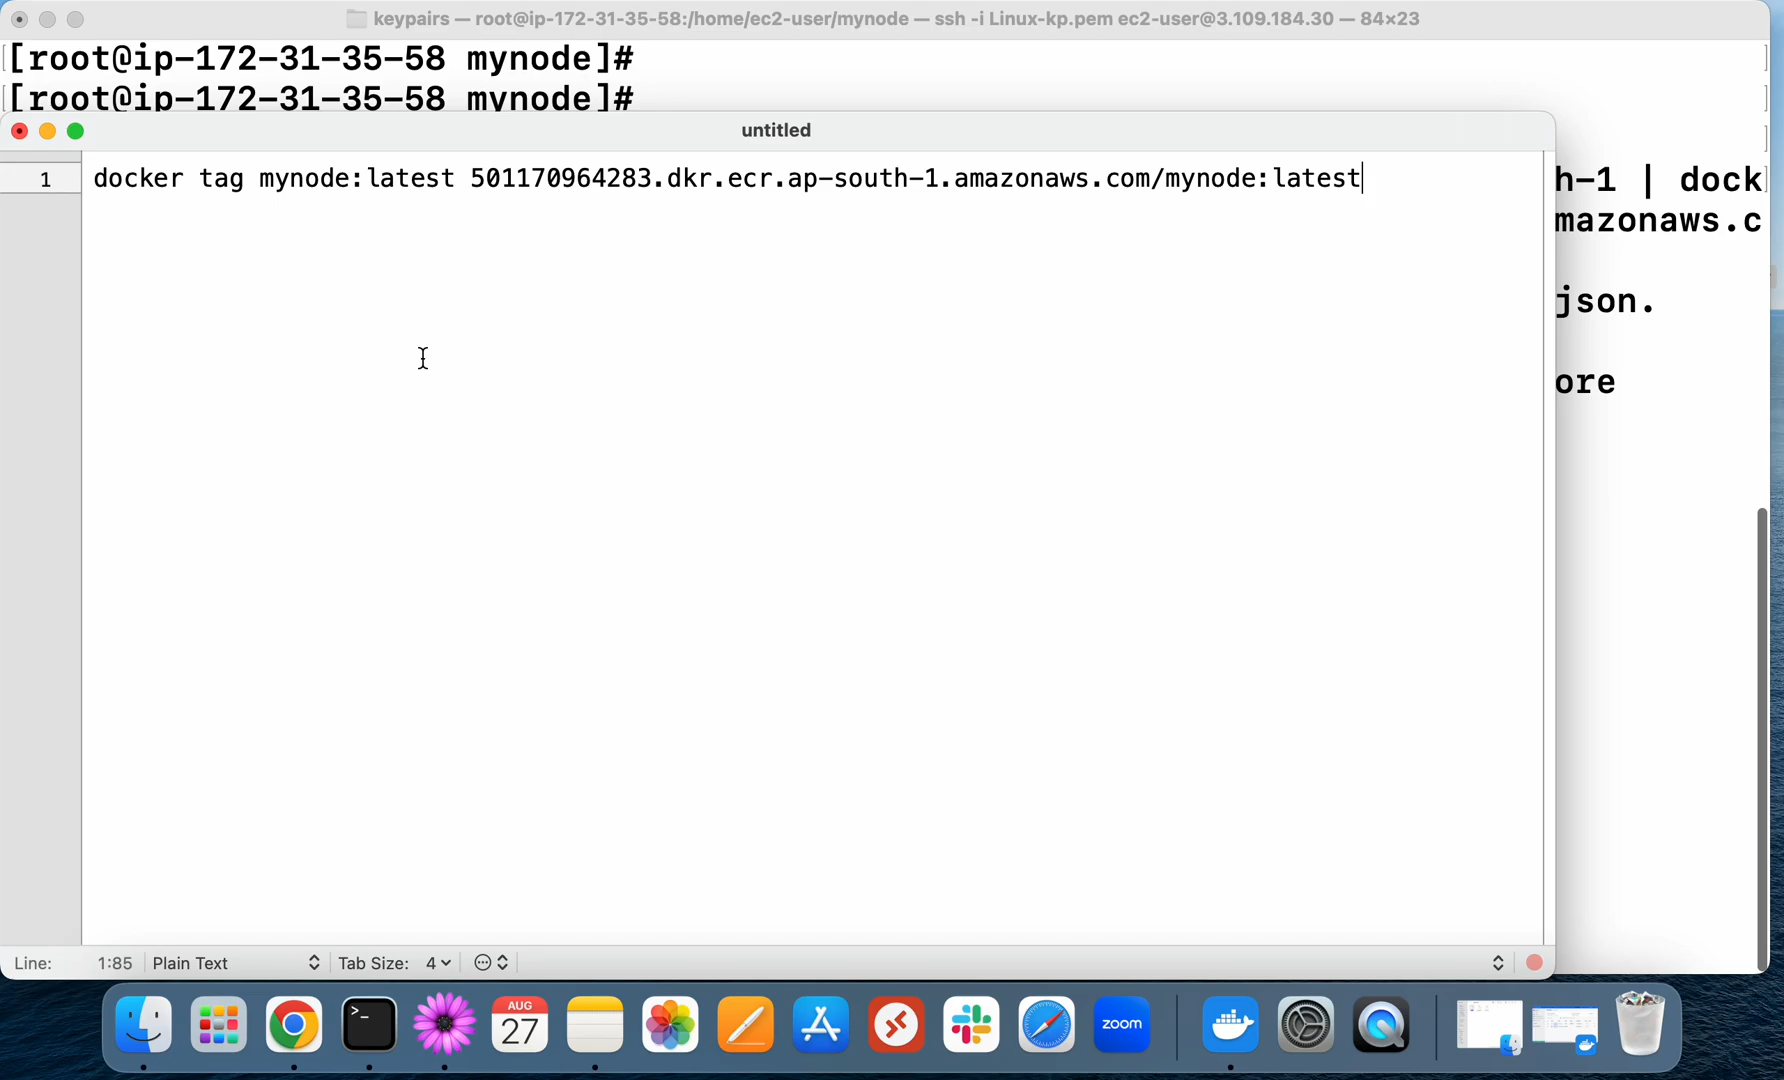 keypairs — root@ip-172-31-35-58:/home/ec2-user/mynode — ssh -i Linux-kp.pem ec2-user@3.109.184.30 — 84×23
[root@ip-172-31-35-58 mynode]#
[root@ip-172-31-35-58 mynode]#
untitled
1 docker tag mynode:latest 501170964283.dkr.ecr.ap-south-1.amazonaws.com/mynode:latest
h-1 | dock
mazonaws.c
json.
ore
Line: 1:85 Plain Text Tab Size: 4
AUG
27
zoom